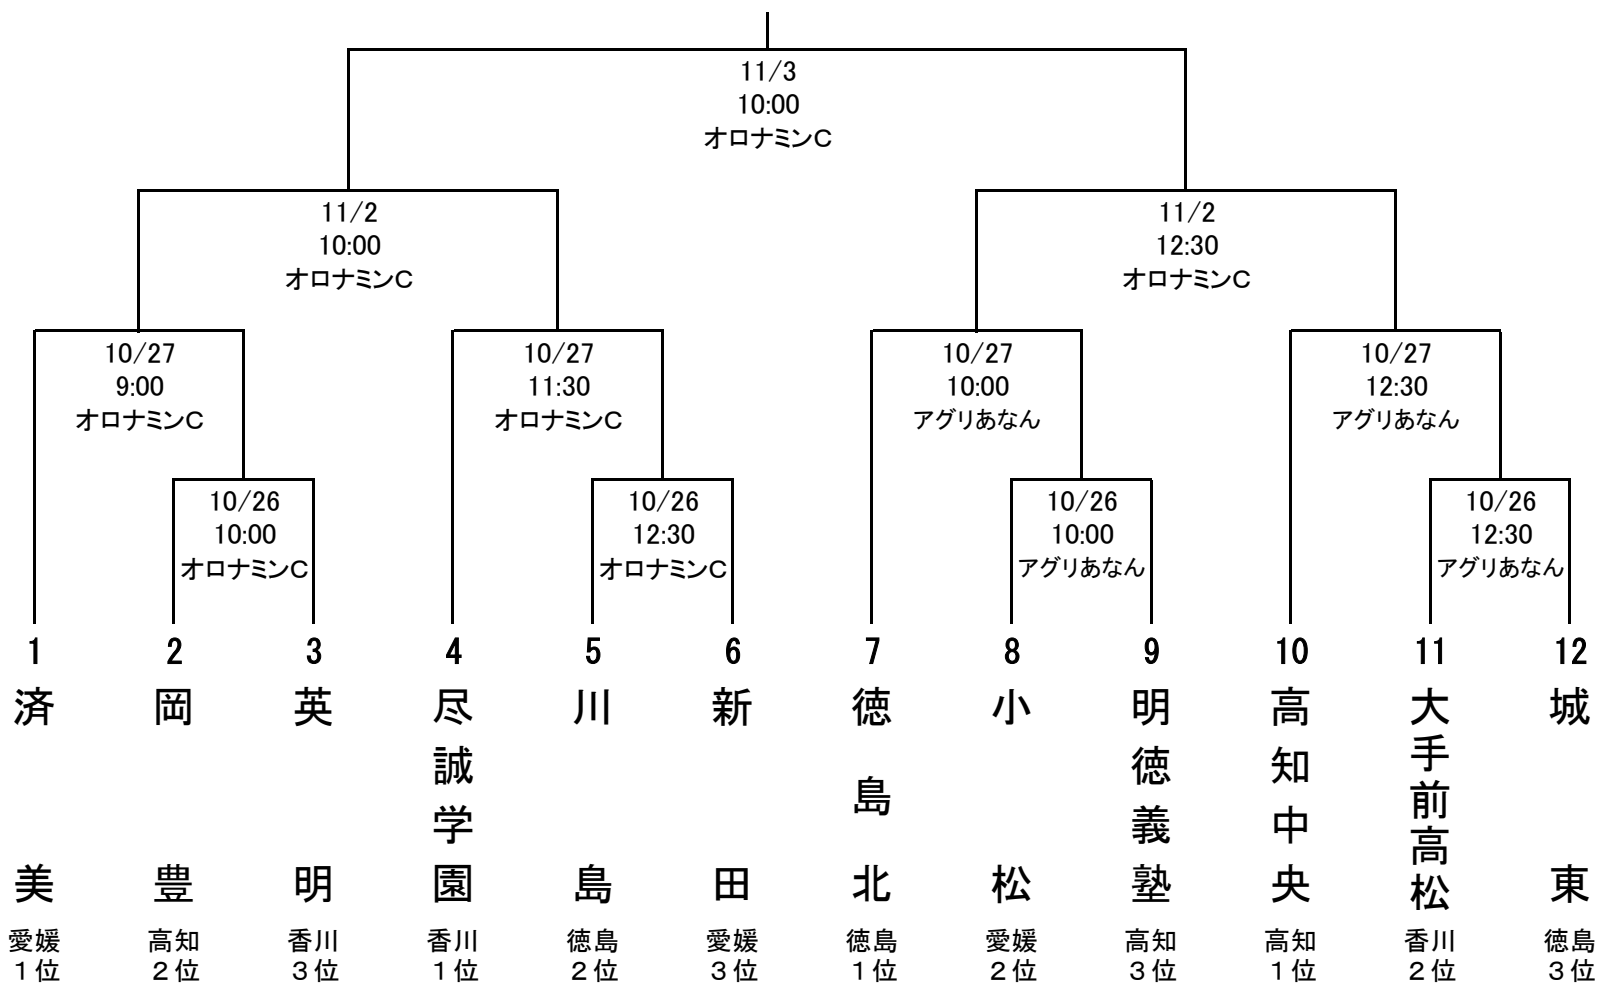 11/3
10:00
オロナミンC
11/2
10:00
オロナミンC
11/2
12:30
オロナミンC
10/27
9:00
オロナミンC
10/27
11:30
オロナミンC
10/27
10:00
アグリあなん
10/27
12:30
アグリあなん
10/26
10:00
オロナミンC
10/26
12:30
オロナミンC
10/26
10:00
アグリあなん
10/26
12:30
アグリあなん
1
済美
愛媛
1位
2
岡豊
高知
2位
3
英明
香川
3位
4
尽誠学園
香川
1位
5
川島
徳島
2位
6
新田
愛媛
3位
7
徳島北
徳島
1位
8
小松
愛媛
2位
9
明徳義塾
高知
3位
10
高知中央
高知
1位
11
大手前高松
香川
2位
12
城東
徳島
3位